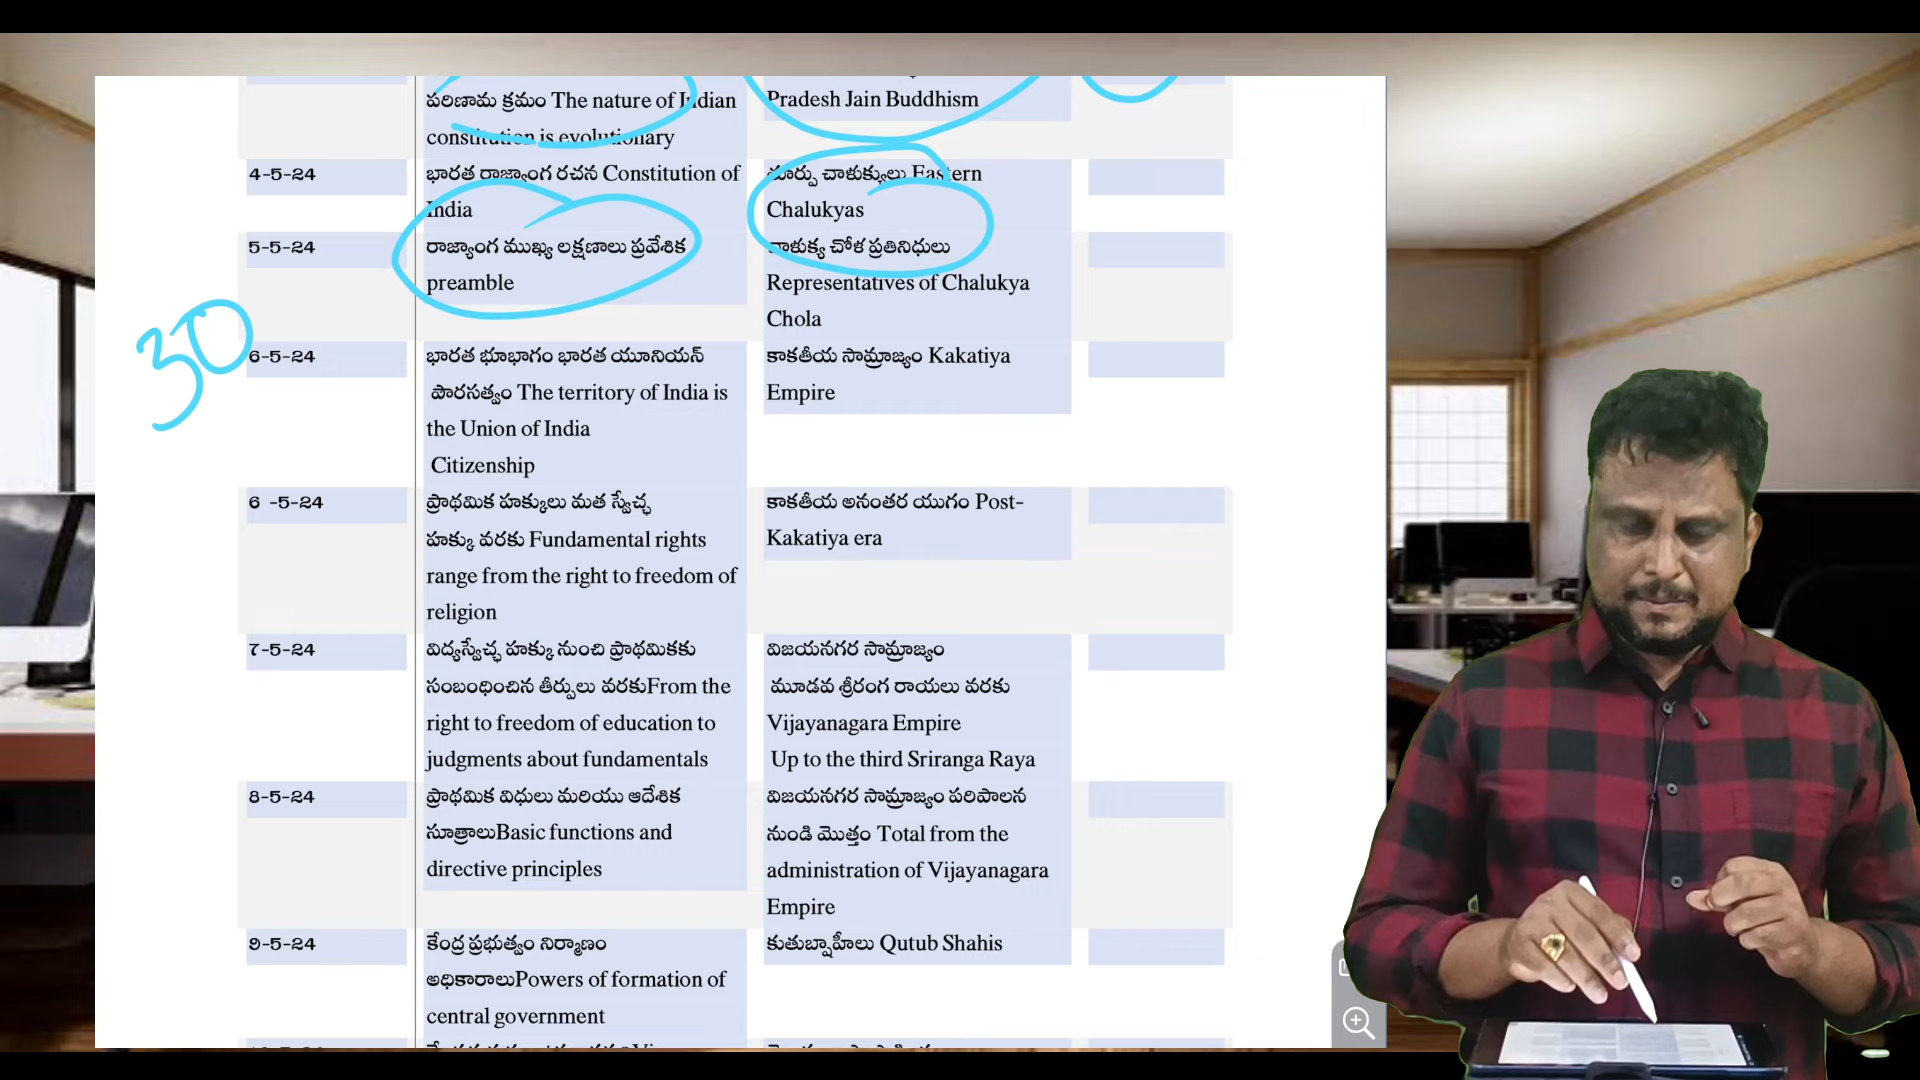 పరిణామ క్రమం The nature of Indian
constitution is evolutionary
Pradesh Jain Buddhism
4-5-24
భారత రాజ్యాంగ రచన Constitution of
India
తూర్పు చాళుక్యులు Eastern
Chalukyas
5-5-24
రాజ్యాంగ ముఖ్య లక్షణాలు ప్రవేశిక
preamble
చాళుక్య చోళ ప్రతినిధులు
Representatives of Chalukya
Chola
30
6-5-24
భారత భూభాగం భారత యూనియన్
పౌరసత్వం The territory of India is
the Union of India
Citizenship
కాకతీయ సామ్రాజ్యం Kakatiya
Empire
6 -5-24
ప్రాథమిక హక్కులు మత స్వేచ్ఛ
హక్కు వరకు Fundamental rights
range from the right to freedom of
religion
కాకతీయ అనంతర యుగం Post-
Kakatiya era
7-5-24
విద్యస్వేచ్ఛ హక్కు నుంచి ప్రాథమికకు
సంబంధించిన తీర్పులు వరకుFrom the
right to freedom of education to
judgments about fundamentals
విజయనగర సామ్రాజ్యం
మూడవ శ్రీరంగ రాయలు వరకు
Vijayanagara Empire
Up to the third Sriranga Raya
8-5-24
ప్రాథమిక విధులు మరియు ఆదేశిక
సూత్రాలుBasic functions and
directive principles
విజయనగర సామ్రాజ్యం పరిపాలన
నుండి మొత్తం Total from the
administration of Vijayanagara
Empire
9-5-24
కేంద్ర ప్రభుత్వం నిర్మాణం
అధికారాలుPowers of formation of
central government
కుతుబ్షాహీలు Qutub Shahis